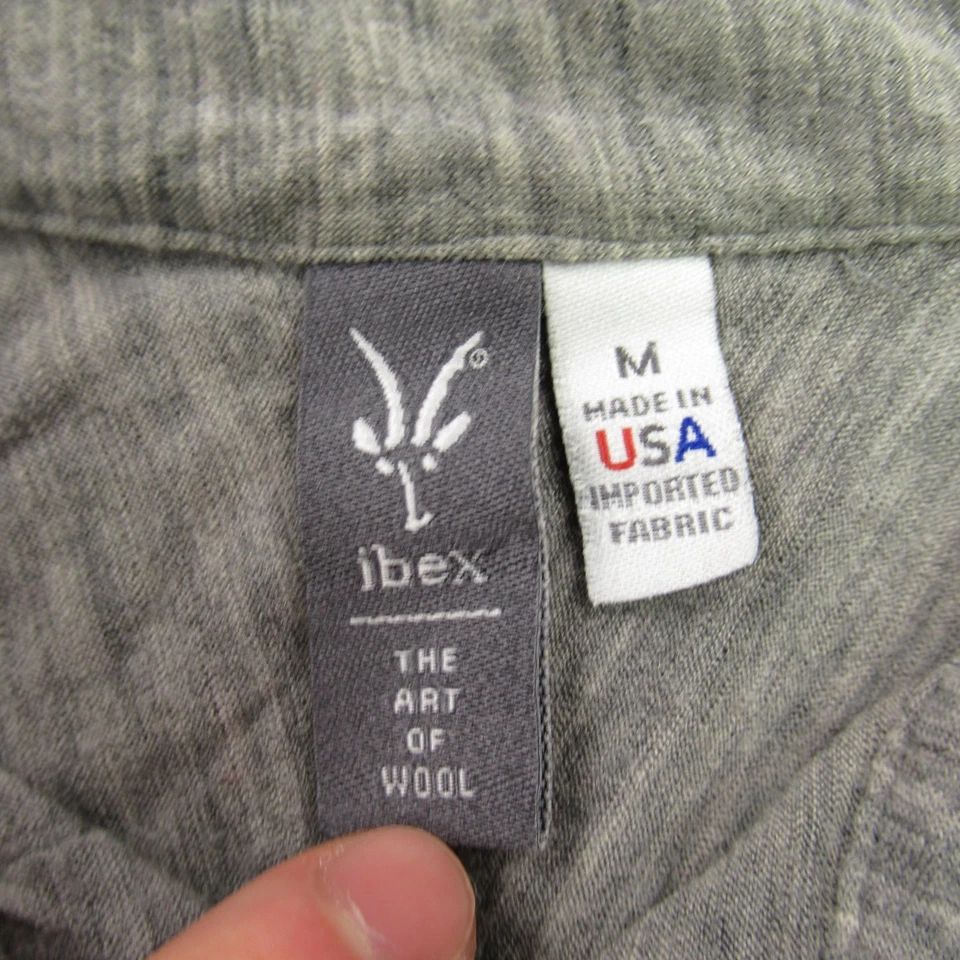 ®
ibex
THE
ART
OF
WOOL
M
MADE IN
USA
IMPORTED
FABRIC